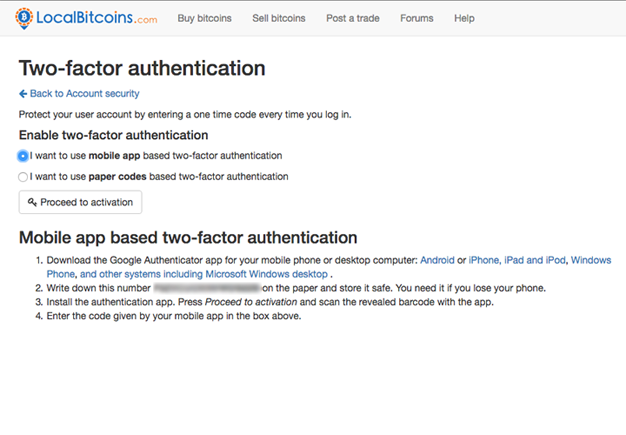 LocalBitcoins.com Buy bitcoins Sell bitcoins Post a trade Forums Help
Two-factor authentication
Back to Account security
Protect your user account by entering a one time code every time you log in.
Enable two-factor authentication
I want to use mobile app based two-factor authentication
I want to use paper codes based two-factor authentication
Proceed to activation
Mobile app based two-factor authentication
1. Download the Google Authenticator app for your mobile phone or desktop computer: Android or iPhone, iPad and iPod, Windows
Phone, and other systems including Microsoft Windows desktop .
2. Write down this number on the paper and store it safe. You need it if you lose your phone.
3. Install the authentication app. Press Proceed to activation and scan the revealed barcode with the app.
4. Enter the code given by your mobile app in the box above.